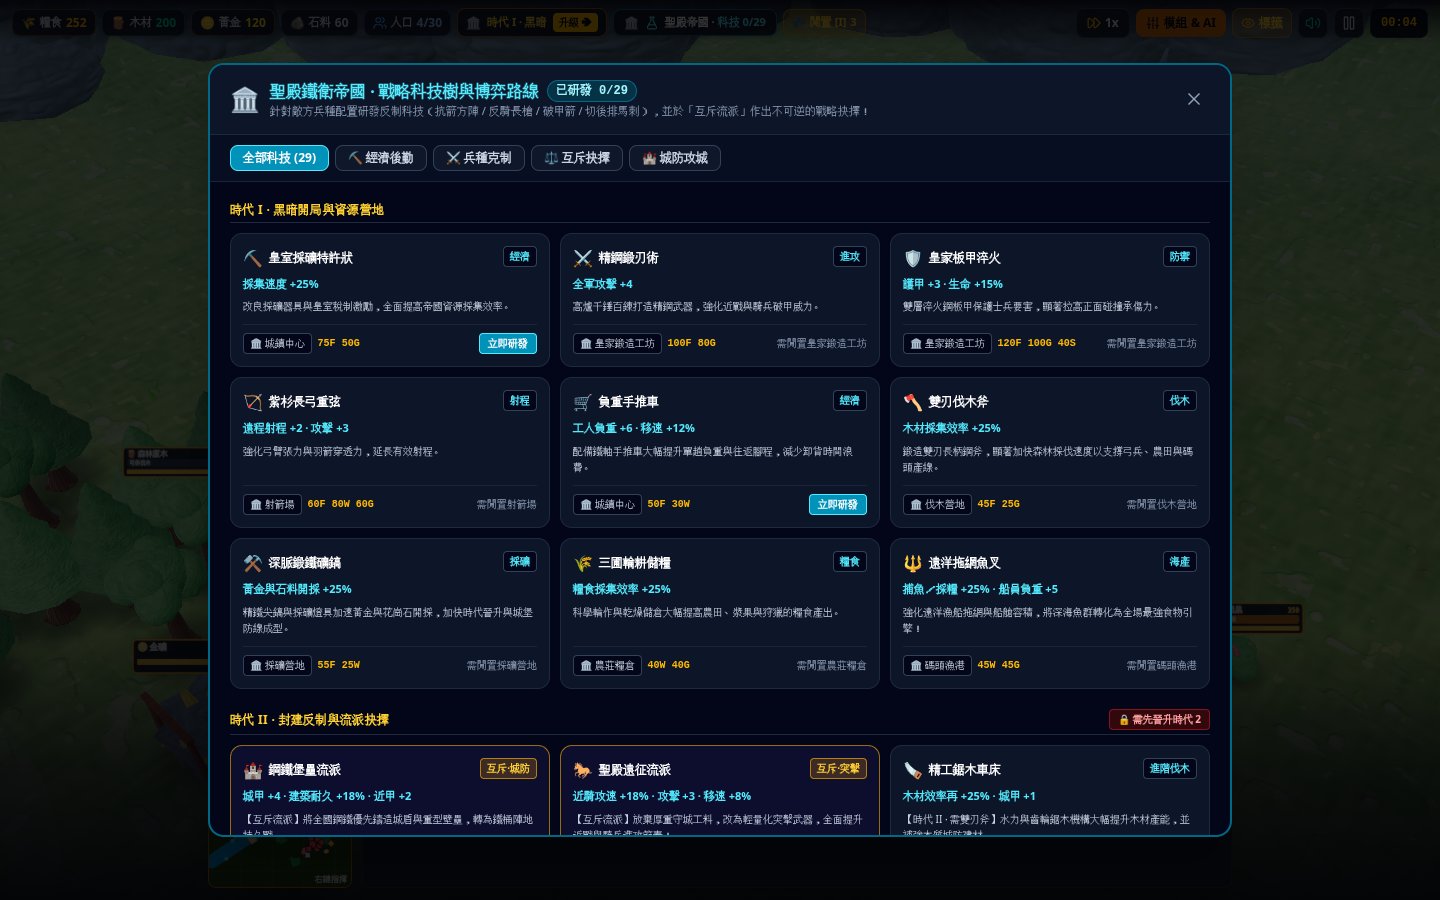 糧食 252
木材 200
黃金 120
石料 60
人口 4/30
時代 I · 黑暗
升級
聖殿帝國 · 科技 0/29
閒置 [I] 3
1x
模組 & AI
標籤
00:04
聖殿鐵衛帝國 · 戰略科技樹與博弈路線
已研發 0/29
針對敵方兵種配置研發反制科技（抗箭方陣 / 反騎長槍 / 破甲箭 / 切後排馬刺），並於「互斥流派」作出不可逆的戰略抉擇！
全部科技 (29)
經濟後勤
兵種克制
互斥抉擇
城防攻城
時代 I · 黑暗開局與資源營地
皇室採礦特許狀
經濟
採集速度 +25%
改良採礦器具與皇室稅制激勵，全面提高帝國資源採集效率。
城鎮中心
75F 50G
立即研發
精鋼鍛刃術
進攻
全軍攻擊 +4
高爐千錘百鍊打造精鋼武器，強化近戰與騎兵破甲威力。
皇家鍛造工坊
100F 80G
需閒置皇家鍛造工坊
皇家板甲淬火
防禦
護甲 +3 · 生命 +15%
雙層淬火鋼板甲保護士兵要害，顯著拉高正面碰撞承傷力。
皇家鍛造工坊
120F 100G 40S
需閒置皇家鍛造工坊
紫杉長弓重弦
射程
遠程射程 +2 · 攻擊 +3
強化弓臂張力與羽箭穿透力，延長有效射程。
射箭場
60F 80W 60G
需閒置射箭場
負重手推車
經濟
工人負重 +6 · 移速 +12%
配備鐵軸手推車大幅提升單趟負重與往返腳程，減少卸貨時間浪
費。
城鎮中心
50F 30W
立即研發
雙刃伐木斧
伐木
木材採集效率 +25%
鍛造雙刃長柄鋼斧，顯著加快森林採伐速度以支撐弓兵、農田與碼
頭產線。
伐木營地
45F 25G
需閒置伐木營地
深脈鍛鐵礦鎬
採礦
黃金與石料開採 +25%
精鐵尖鎬與採礦燈具加速黃金與花崗石開採，加快時代晉升與城堡
防線成型。
採礦營地
55F 25W
需閒置採礦營地
三圃輪耕儲糧
糧食
糧食採集效率 +25%
科學輪作與乾燥儲倉大幅提高農田、漿果與狩獵的糧食產出。
農莊糧倉
40W 40G
需閒置農莊糧倉
遠洋拖網魚叉
海產
捕魚／採糧 +25% · 船員負重 +5
強化遠洋漁船拖網與船艙容積，將深海魚群轉化為全場最強食物引
擎！
碼頭漁港
45W 45G
需閒置碼頭漁港
時代 II · 封建反制與流派抉擇
需先晉升時代 2
鋼鐵堡壘流派
互斥·城防
城甲 +4 · 建築耐久 +18% · 近甲 +2
【互斥流派】將全國鋼鐵優先鑄造城盾與重型壁壘，轉為鐵桶陣地
持久戰。
聖殿遠征流派
互斥·突擊
近騎攻速 +18% · 攻擊 +3 · 移速 +8%
【互斥流派】放棄厚重守城工料，改為輕量化突擊武器，全面提升
精工鋸木車床
進階伐木
木材效率再 +25% · 城甲 +1
【時代 II · 需雙刃斧】水力與齒輪鋸木機構大幅提升木材產能，並
森林灌木
金礦
右鍵指揮